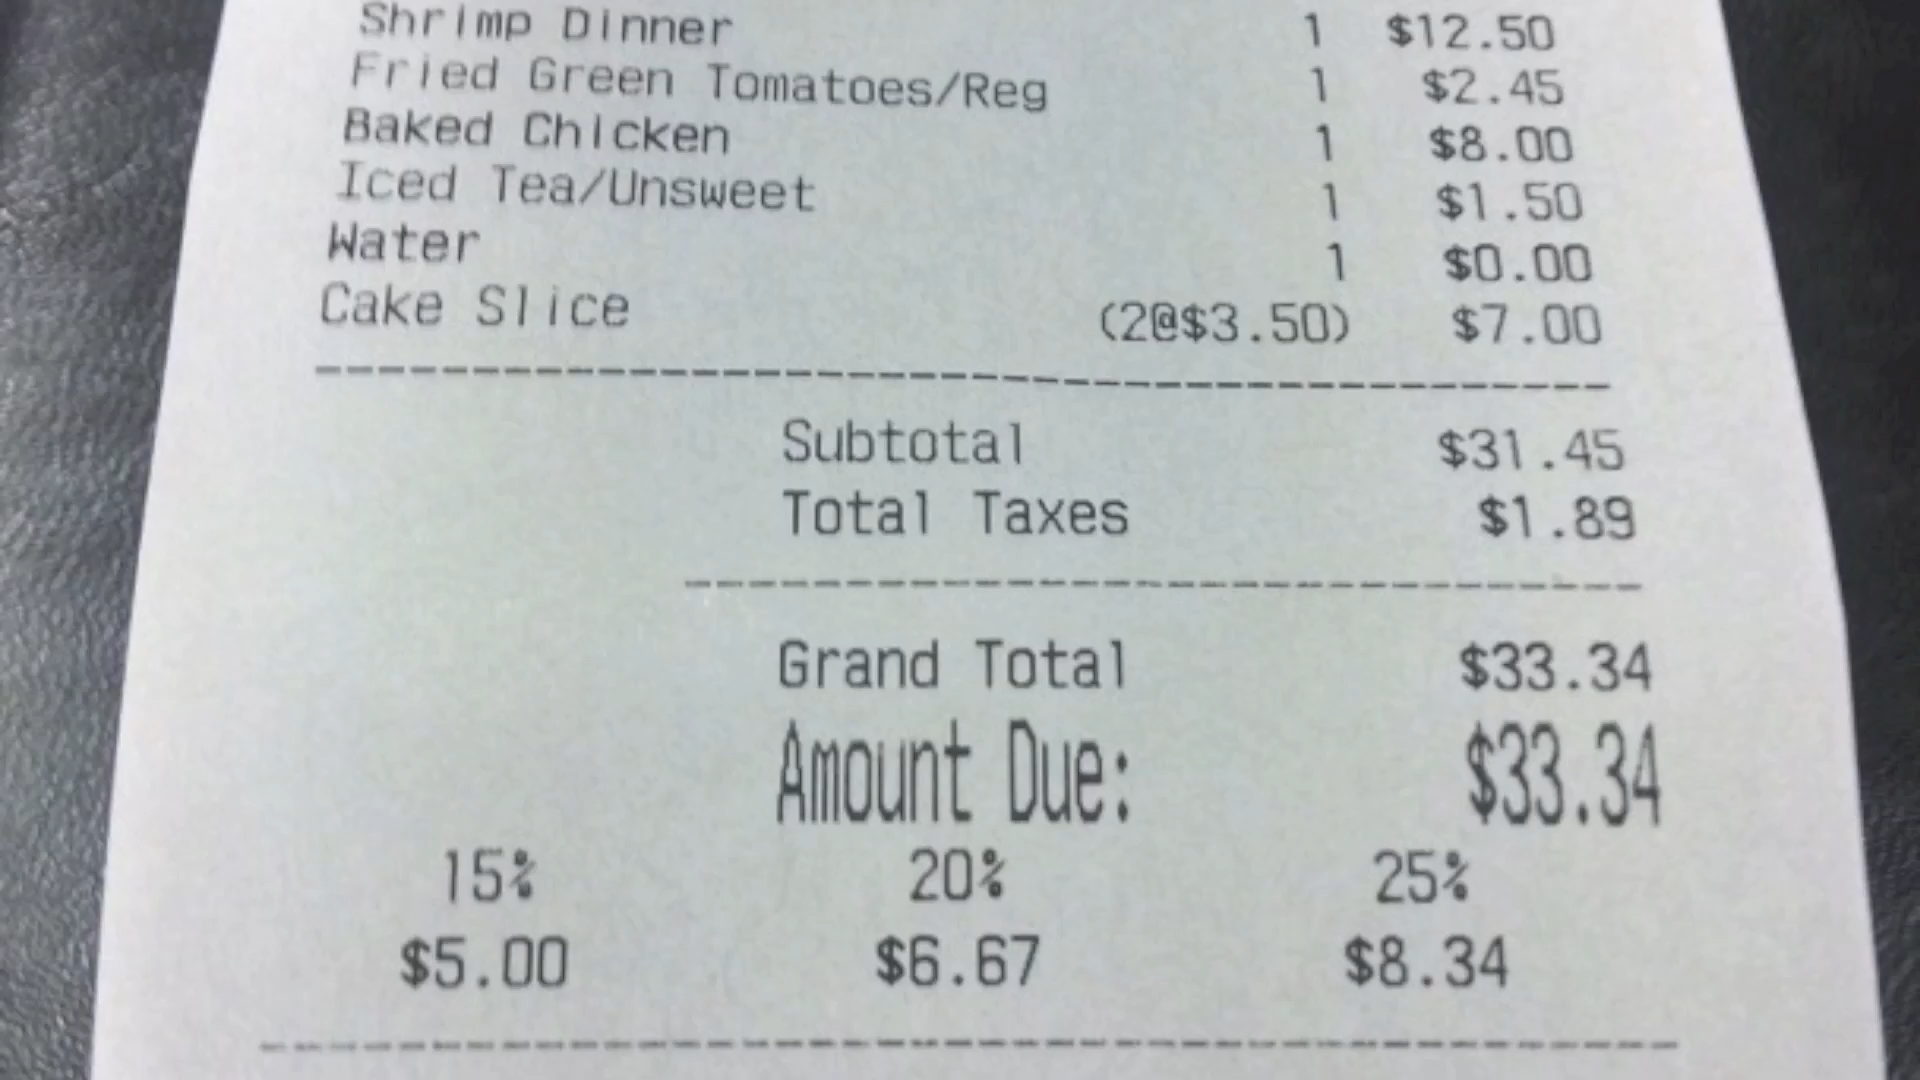 Shrimp Dinner 1 $12.50
Fried Green Tomatoes/Reg 1 $2.45
Baked Chicken 1 $8.00
Iced Tea/Unsweet 1 $1.50
Water 1 $0.00
Cake Slice (2@$3.50) $7.00
Subtotal $31.45
Total Taxes $1.89
Grand Total $33.34
Amount Due: $33.34
15% 20% 25%
$5.00 $6.67 $8.34